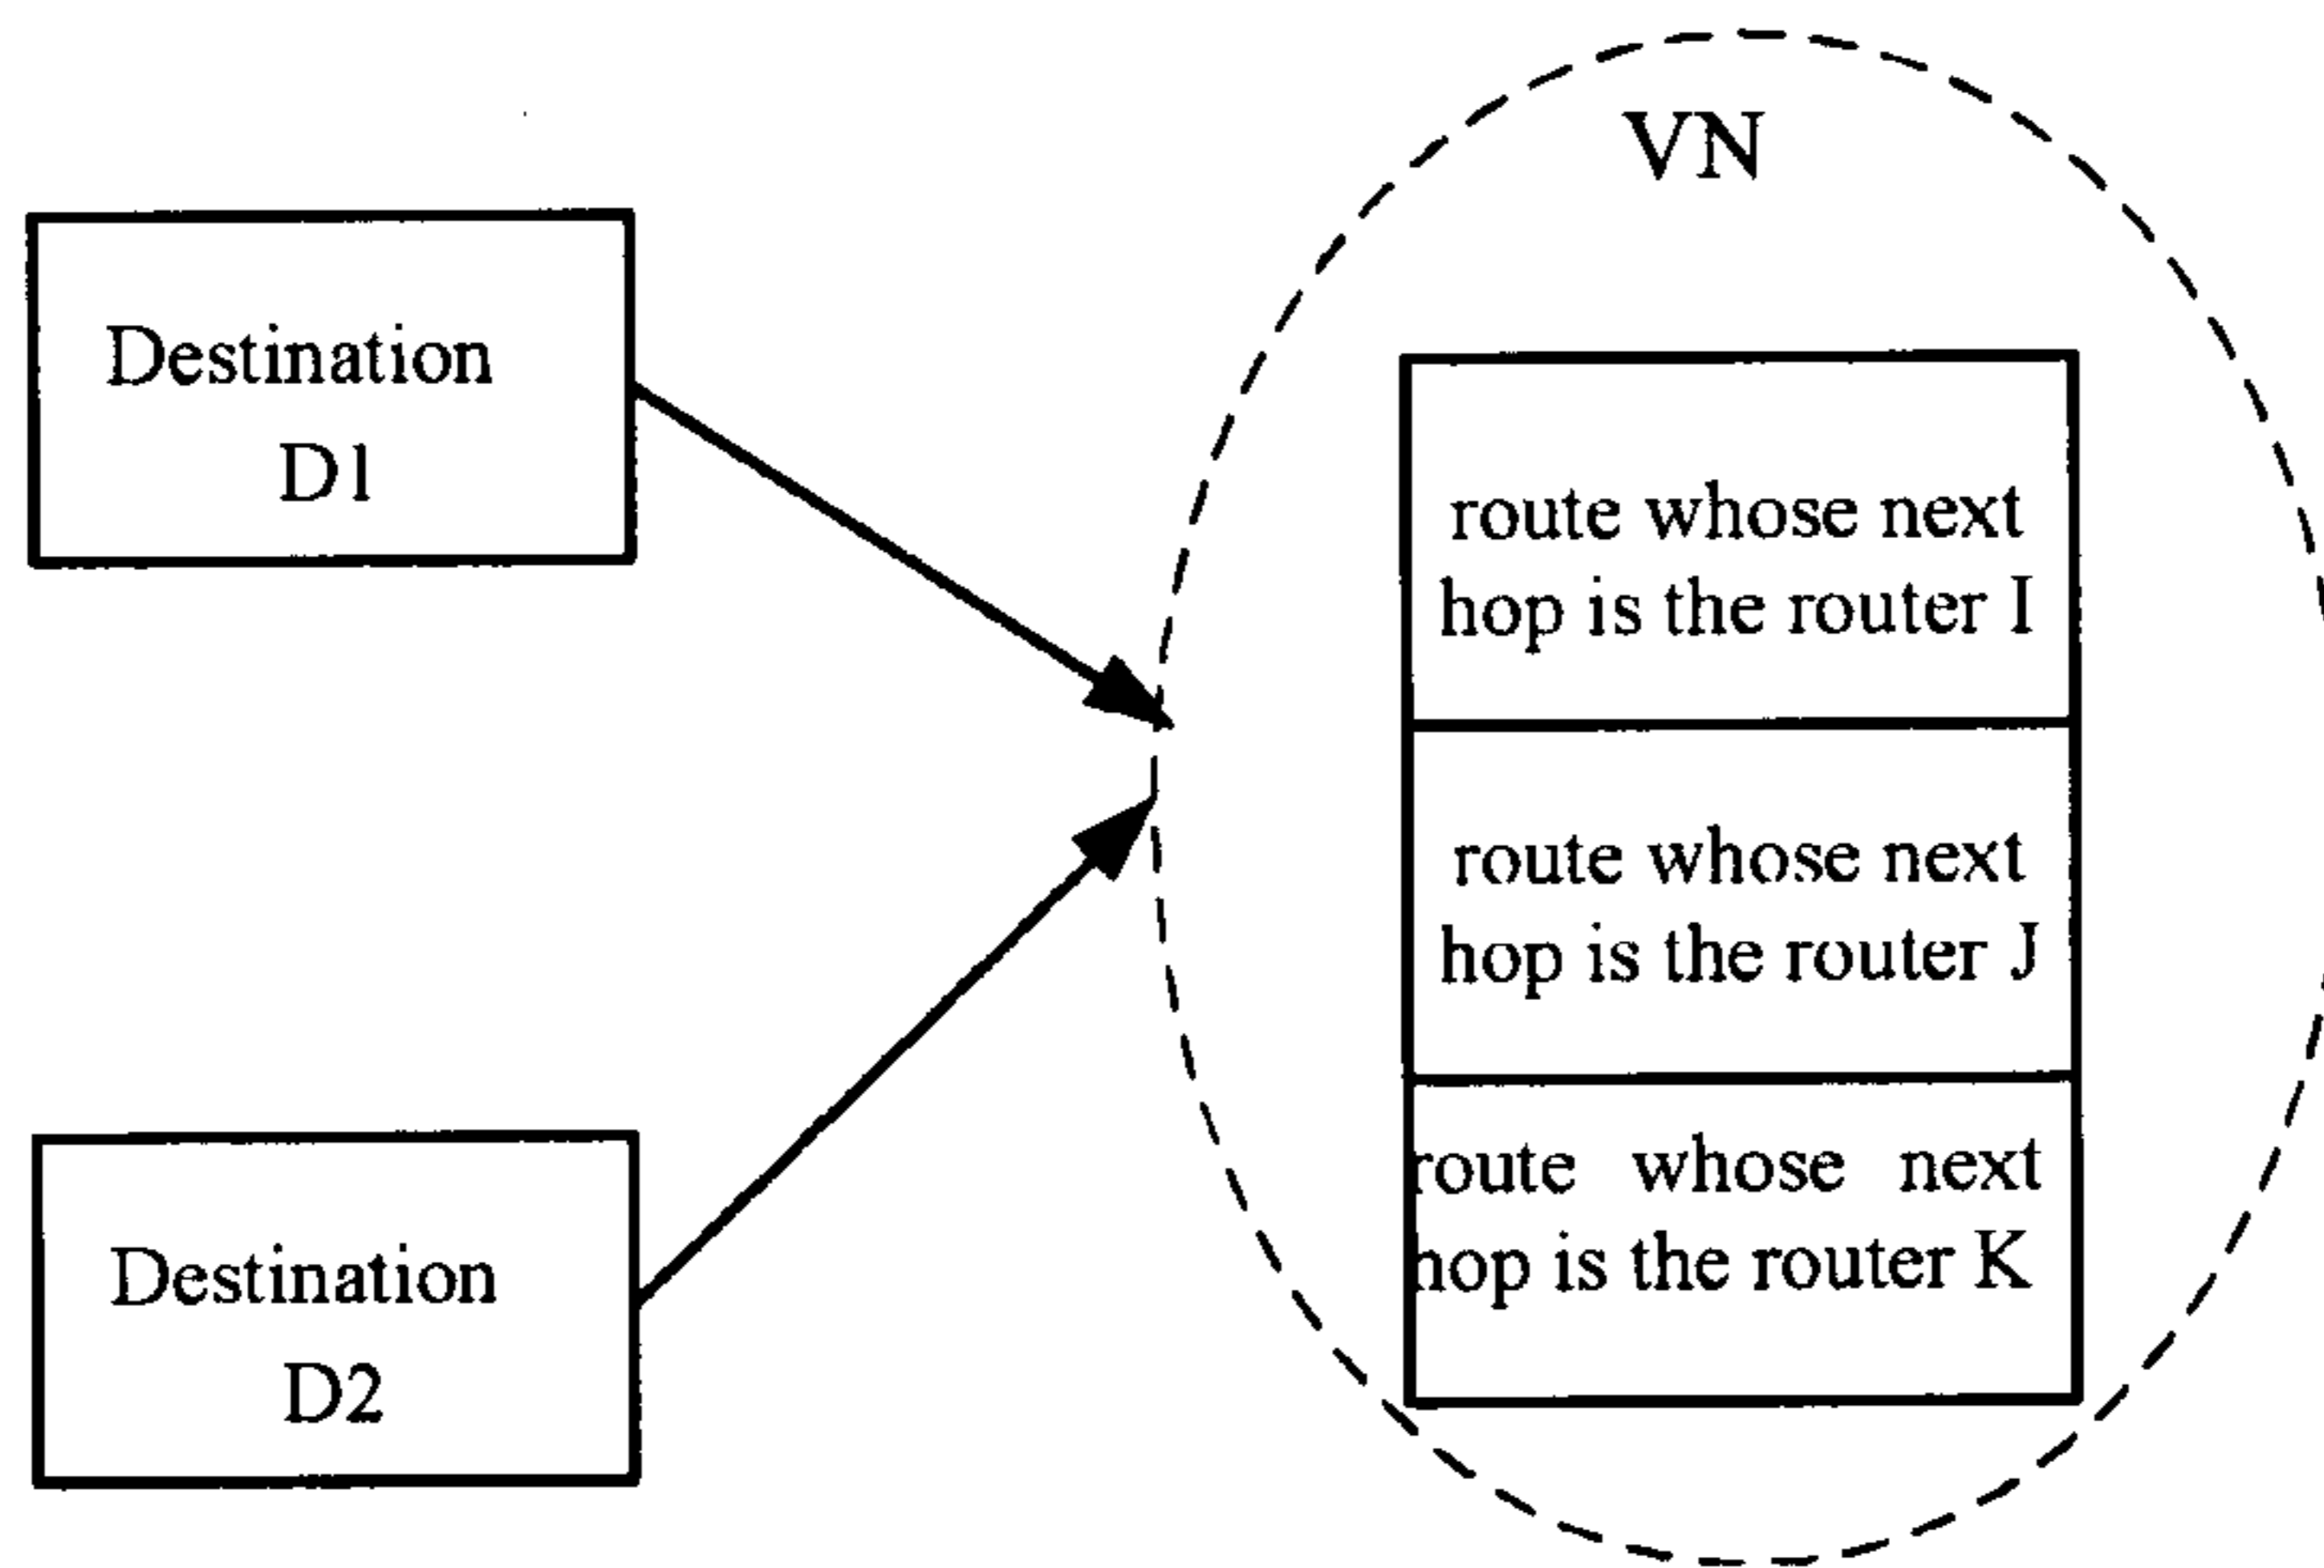 VN
Destination
D1
route whose next
hop is the router I
route whose next
hop is the router J
route whose next
hop is the router K
Destination
D2